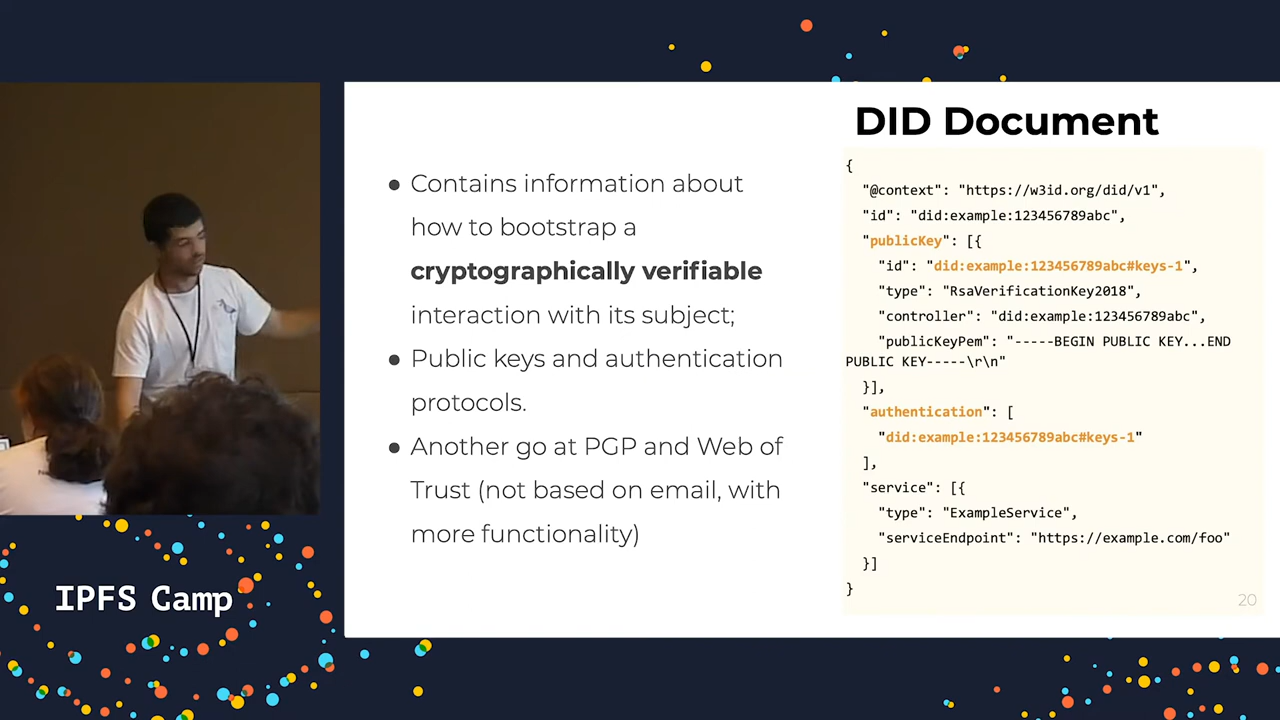 DID Document
● Contains information about
how to bootstrap a
cryptographically verifiable
interaction with its subject;
● Public keys and authentication
protocols.
● Another go at PGP and Web of
Trust (not based on email, with
more functionality)
{
"@context": "https://w3id.org/did/v1",
"id": "did:example:123456789abc",
"publicKey": [{
"id": "did:example:123456789abc#keys-1",
"type": "RsaVerificationKey2018",
"controller": "did:example:123456789abc",
"publicKeyPem": "-----BEGIN PUBLIC KEY...END
PUBLIC KEY-----\r\n"
}],
"authentication": [
"did:example:123456789abc#keys-1"
],
"service": [{
"type": "ExampleService",
"serviceEndpoint": "https://example.com/foo"
}]
}
20
IPFS Camp